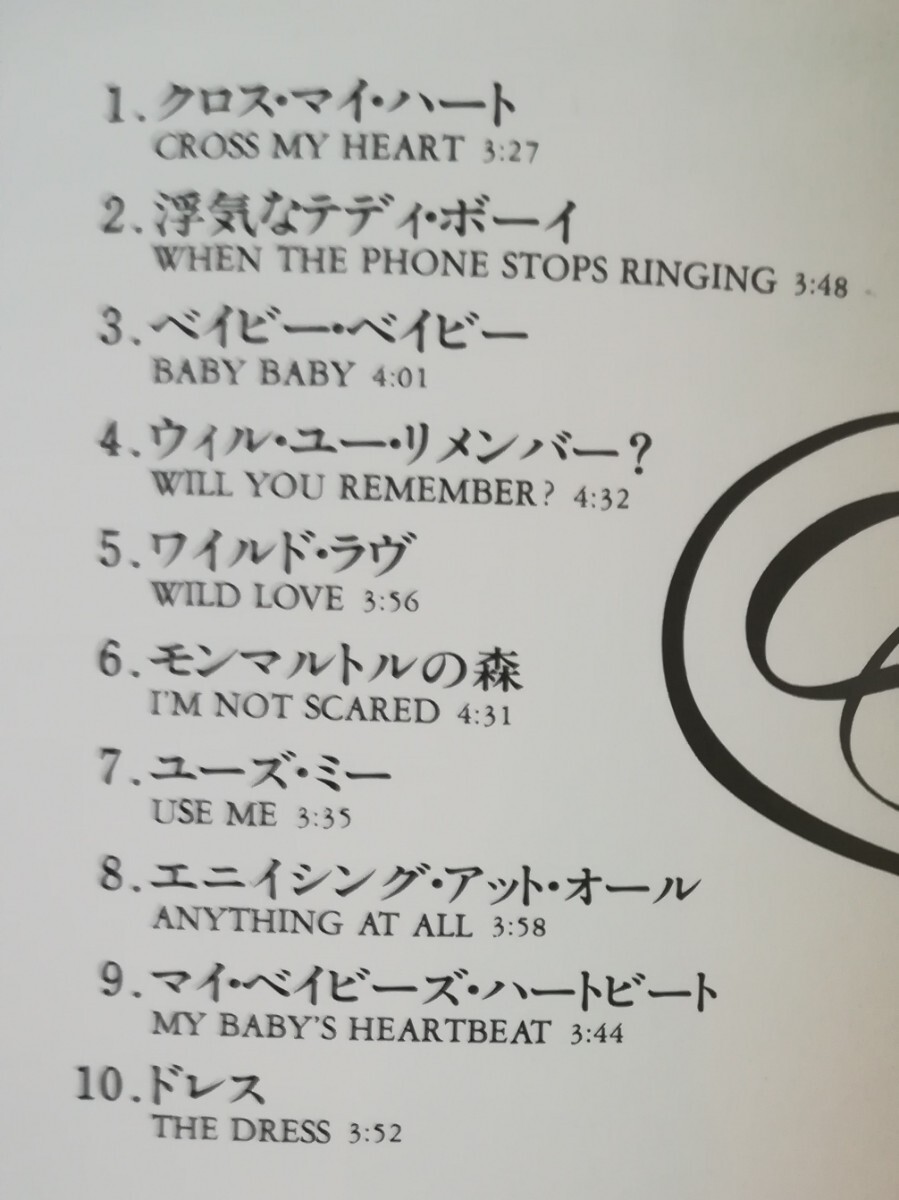 1.クロス・マイ・ハート
CROSS MY HEART 3:27
2.浮気なテディ・ボーイ
WHEN THE PHONE STOPS RINGING 3:48
3.ベイビー・ベイビー
BABY BABY 4:01
4.ウィル・ユー・リメンバー?
WILL YOU REMEMBER? 4:32
5.ワイルド・ラヴ
WILD LOVE 3:56
6.モンマルトルの森
I'M NOT SCARED 4:31
7.ユーズ・ミー
USE ME 3:35
8.エニイシング・アット・オール
ANYTHING AT ALL 3:58
9.マイ・ベイビーズ・ハートビート
MY BABY'S HEARTBEAT 3:44
10.ドレス
THE DRESS 3:52